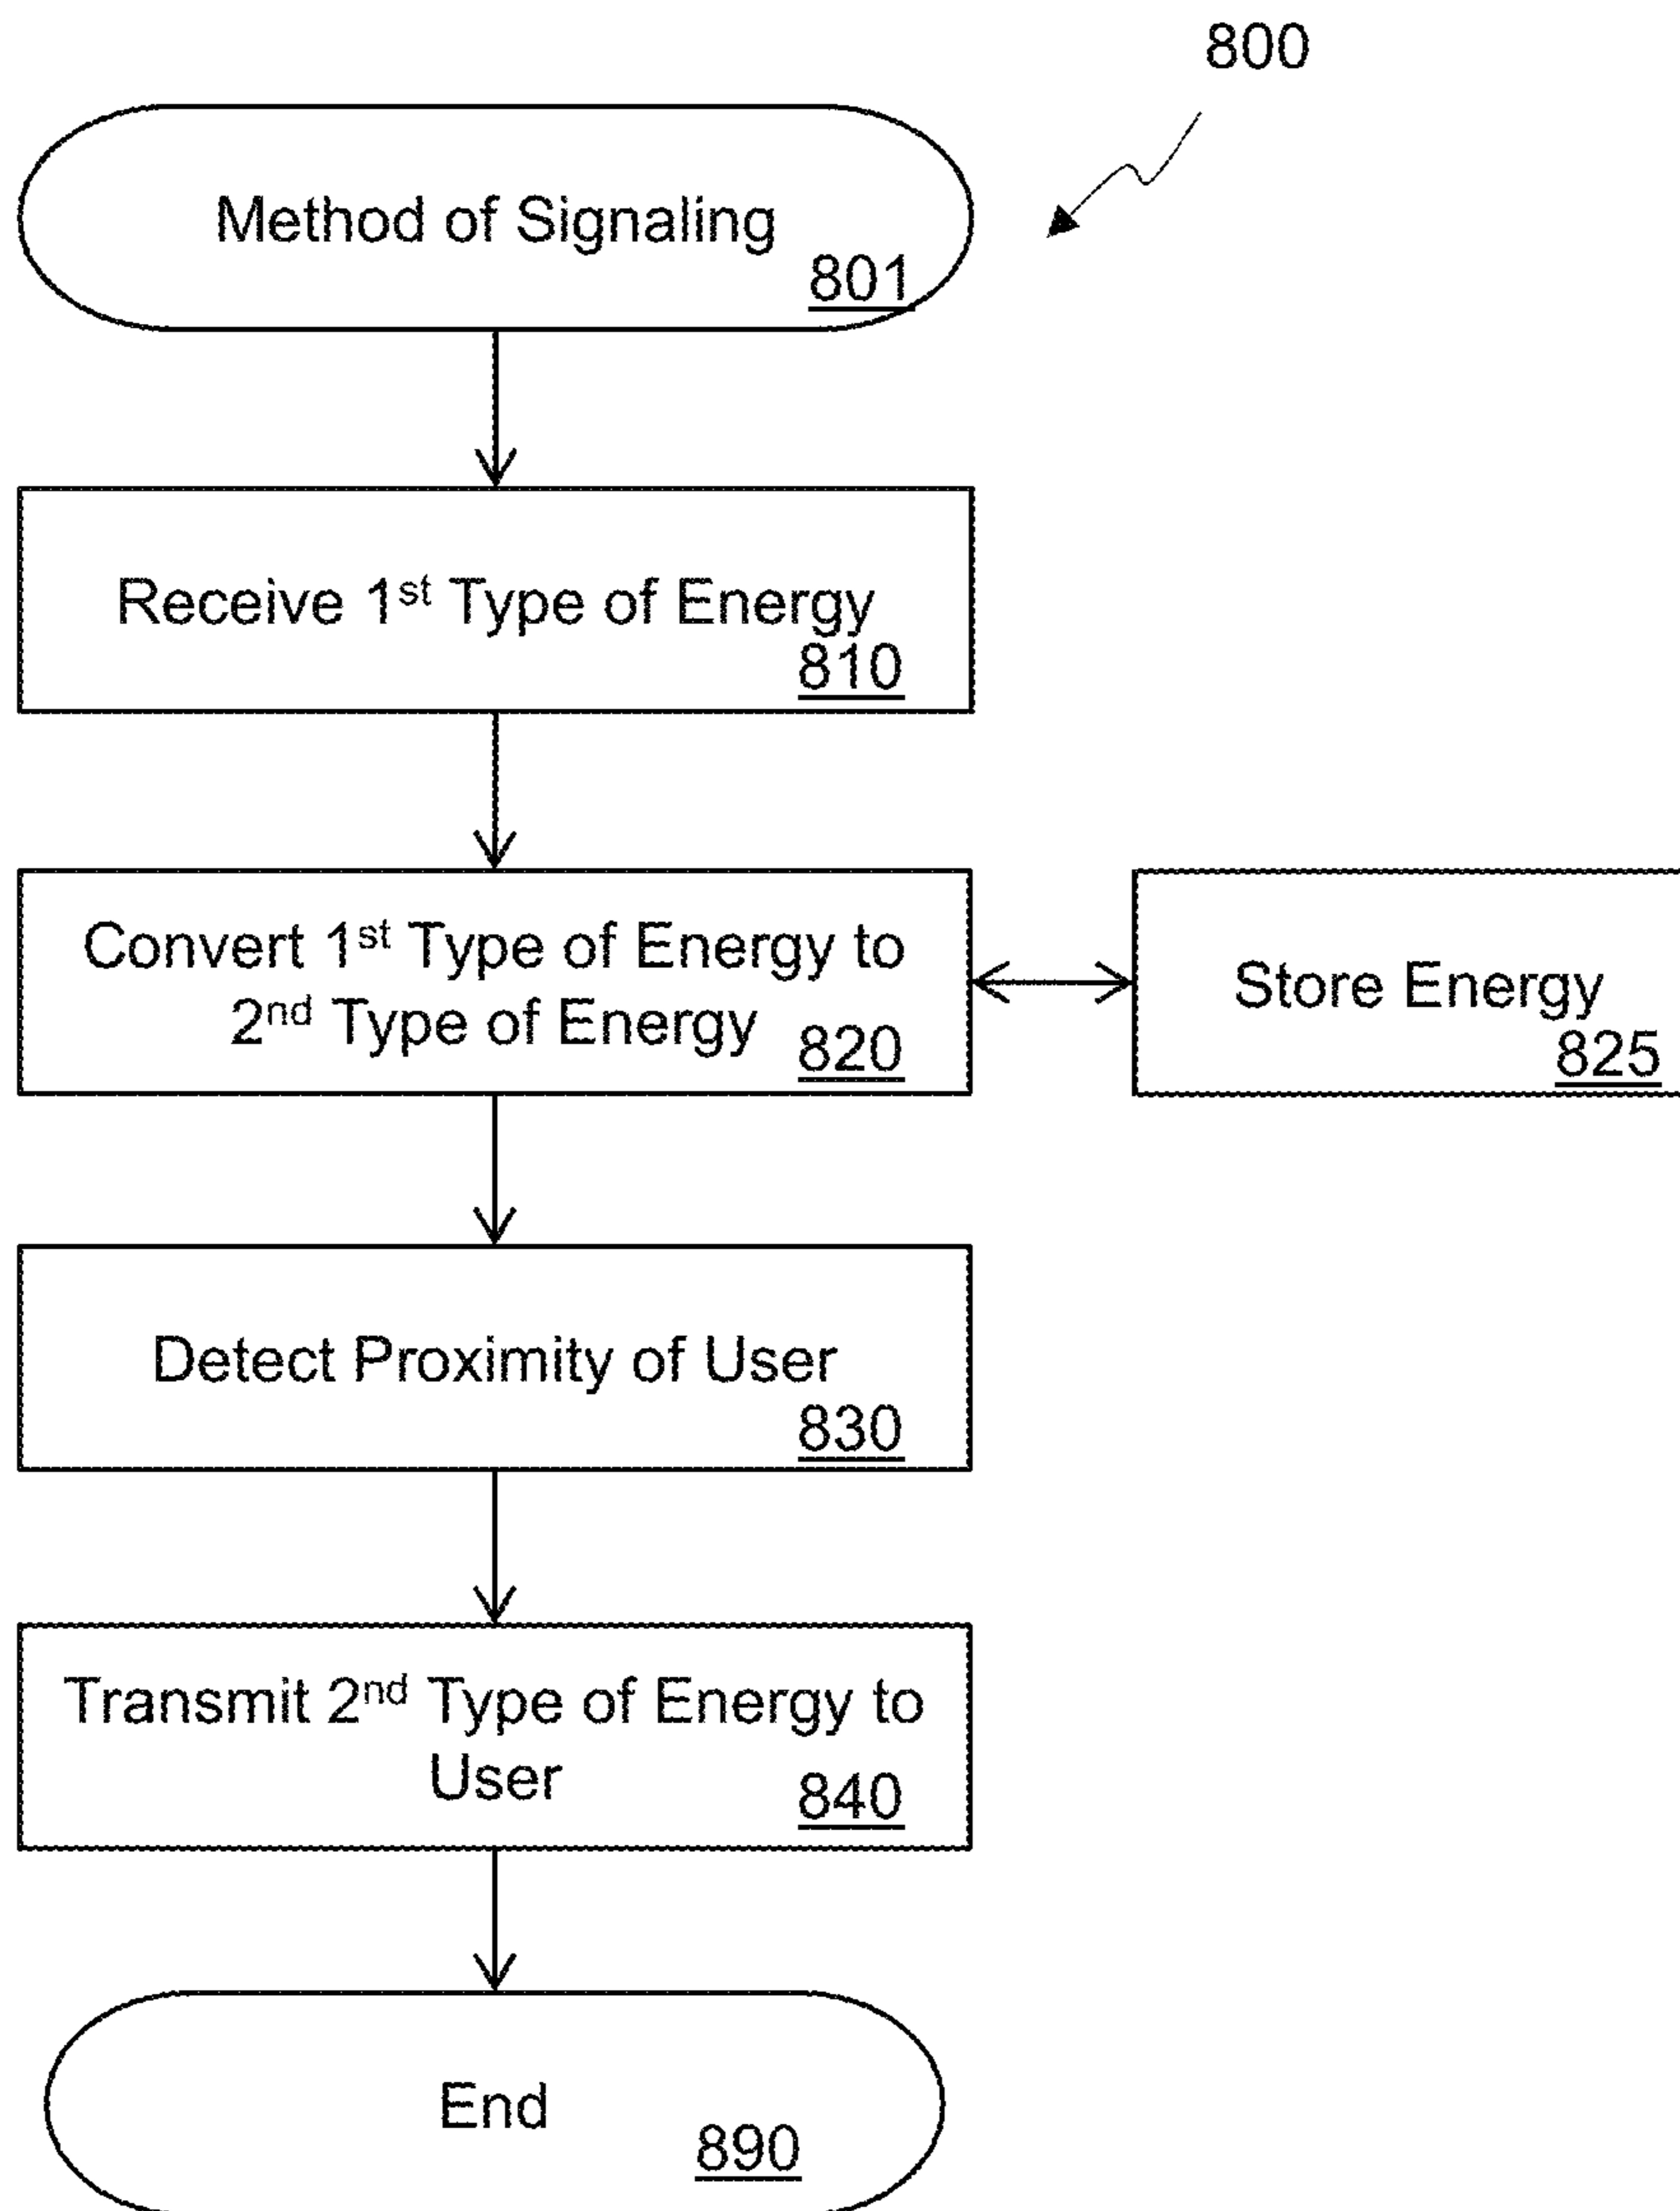 800
Method of Signaling
801
Receive 1st Type of Energy
810
Convert 1st Type of Energy to
2nd Type of Energy
820
Store Energy
825
Detect Proximity of User
830
Transmit 2nd Type of Energy to
User
840
End
890